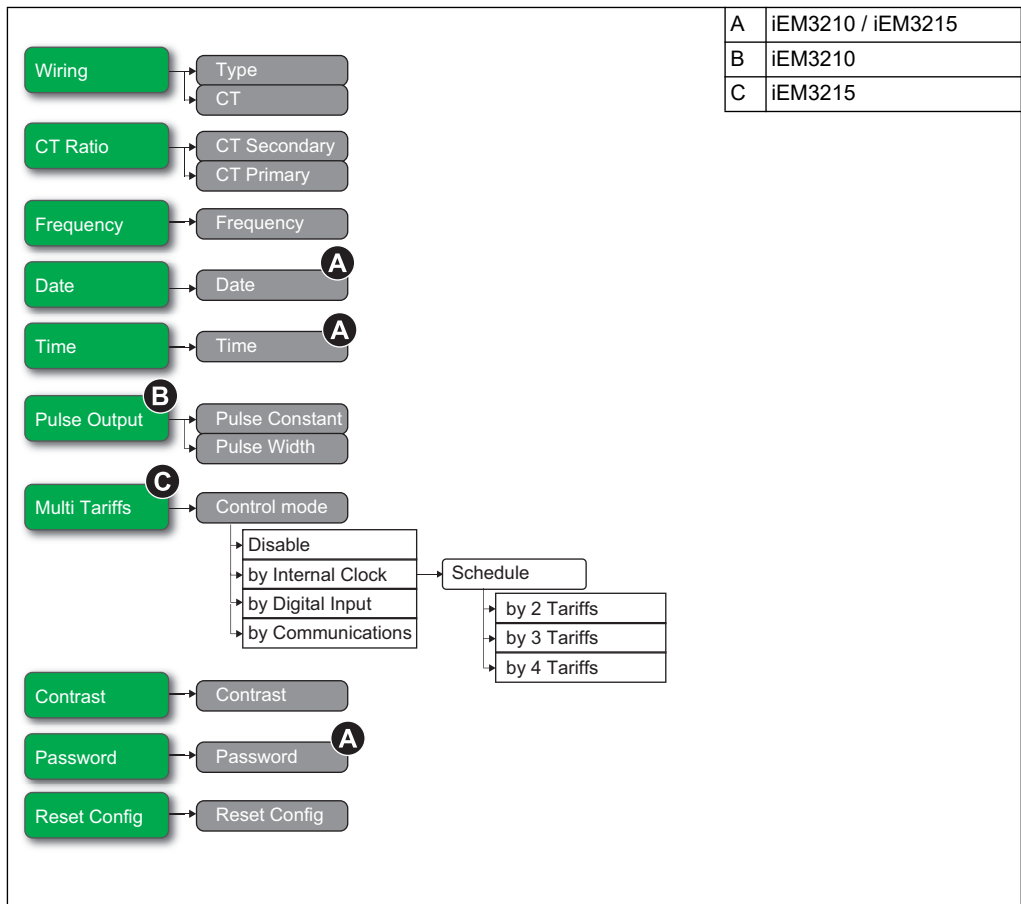 A iEM3210 / iEM3215
B iEM3210
C iEM3215
Wiring
Type
CT
CT Ratio
CT Secondary
CT Primary
Frequency
Frequency
Date
Date
A
Time
Time
A
Pulse Output
B
Pulse Constant
Pulse Width
Multi Tariffs
C
Control mode
Disable
by Internal Clock
by Digital Input
by Communications
Schedule
by 2 Tariffs
by 3 Tariffs
by 4 Tariffs
Contrast
Contrast
Password
Password
A
Reset Config
Reset Config